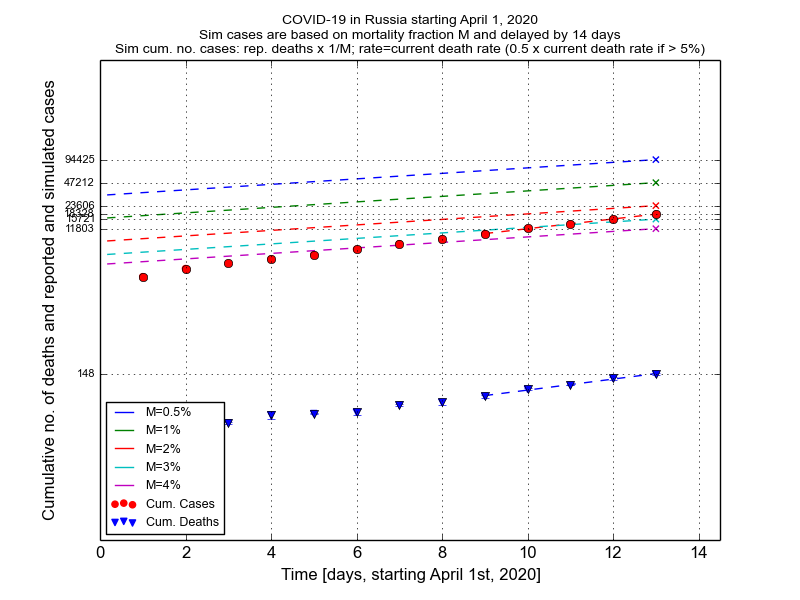 COVID-19 in Russia starting April 1, 2020
Sim cases are based on mortality fraction M and delayed by 14 days
Sim cum. no. cases: rep. deaths x 1/M; rate=current death rate (0.5 x current death rate if > 5%)
Cumulative no. of deaths and reported and simulated cases
94425
47212
23606
18328
15721
11803
148
M=0.5%
M=1%
M=2%
M=3%
M=4%
Cum. Cases
Cum. Deaths
0 2 4 6 8 10 12 14
Time [days, starting April 1st, 2020]